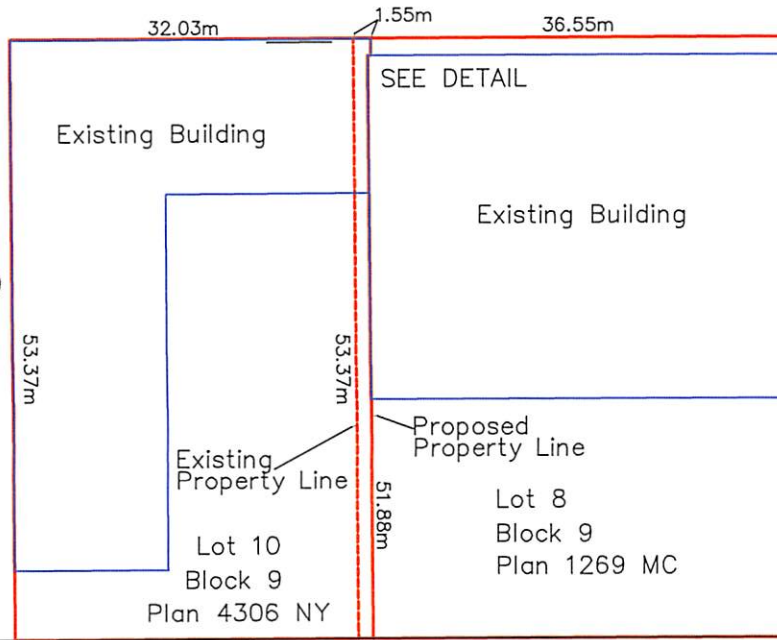 32.03m
1.55m
36.55m
SEE DETAIL
Existing Building
Existing Building
53.37m
53.37m
Existing
Property Line
Proposed
Property Line
51.88m
Lot 10
Block 9
Plan 4306 NY
Lot 8
Block 9
Plan 1269 MC